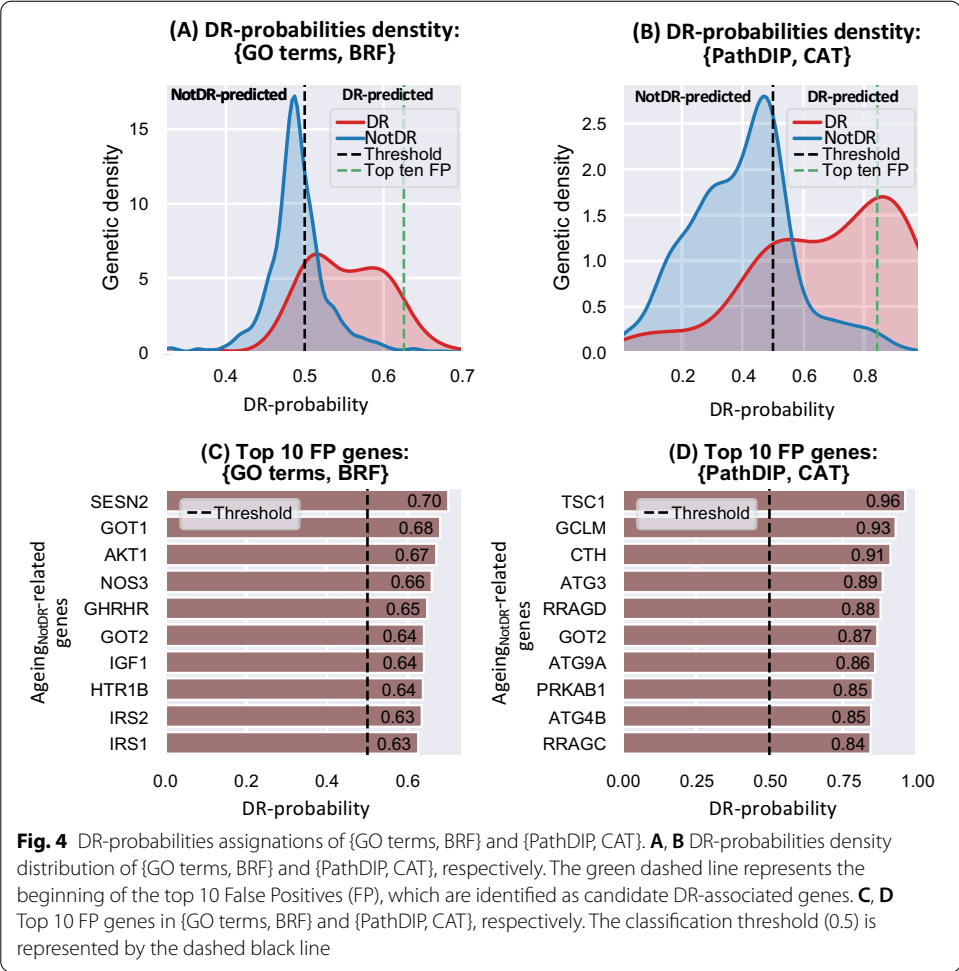 (A) DR-probabilities denstity:
{GO terms, BRF}
NotDR-predicted
DR-predicted
DR
NotDR
Threshold
Top ten FP
Genetic density
15
10
5
0
0.4
0.5
0.6
0.7
DR-probability
(B) DR-probabilities denstity:
{PathDIP, CAT}
NotDR-predicted
DR-predicted
DR
NotDR
Threshold
Top ten FP
Genetic density
2.5
2.0
1.5
1.0
0.5
0.0
0.2
0.4
0.6
0.8
DR-probability
(C) Top 10 FP genes:
{GO terms, BRF}
Threshold
AgeingNotDR-related
genes
SESN2 0.70
GOT1 0.68
AKT1 0.67
NOS3 0.66
GHRHR 0.65
GOT2 0.64
IGF1 0.64
HTR1B 0.64
IRS2 0.63
IRS1 0.63
0.0
0.2
0.4
0.6
DR-probability
(D) Top 10 FP genes:
{PathDIP, CAT}
Threshold
AgeingNotDR-related
genes
TSC1 0.96
GCLM 0.93
CTH 0.91
ATG3 0.89
RRAGD 0.88
GOT2 0.87
ATG9A 0.86
PRKAB1 0.85
ATG4B 0.85
RRAGC 0.84
0.00
0.25
0.50
0.75
1.00
DR-probability
Fig. 4 DR-probabilities assignations of {GO terms, BRF} and {PathDIP, CAT}. A, B DR-probabilities density
distribution of {GO terms, BRF} and {PathDIP, CAT}, respectively. The green dashed line represents the
beginning of the top 10 False Positives (FP), which are identified as candidate DR-associated genes. C, D
Top 10 FP genes in {GO terms, BRF} and {PathDIP, CAT}, respectively. The classification threshold (0.5) is
represented by the dashed black line